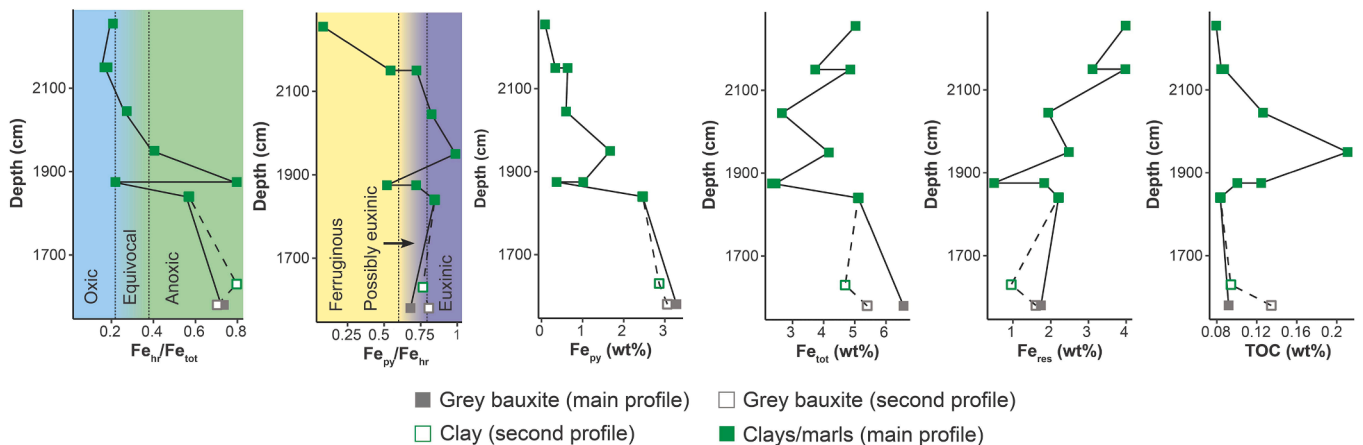 Depth (cm)
2100
1900
1700
Oxic
Equivocal
Anoxic
0.2
0.4
0.6
0.8
Fehr/Fetot
Depth (cm)
2100
1900
1700
Ferruginous
Possibly euxinic
Euxinic
0.25
0.5
0.75
1
Fepy/Fehr
Depth (cm)
2100
1900
1700
0
1
2
3
Fepy (wt%)
Depth (cm)
2100
1900
1700
3
4
5
6
Fetot (wt%)
Depth (cm)
2100
1900
1700
1
2
3
4
Feres (wt%)
Depth (cm)
2100
1900
1700
0.08
0.12
0.16
0.2
TOC (wt%)
Grey bauxite (main profile)
Grey bauxite (second profile)
Clay (second profile)
Clays/marls (main profile)